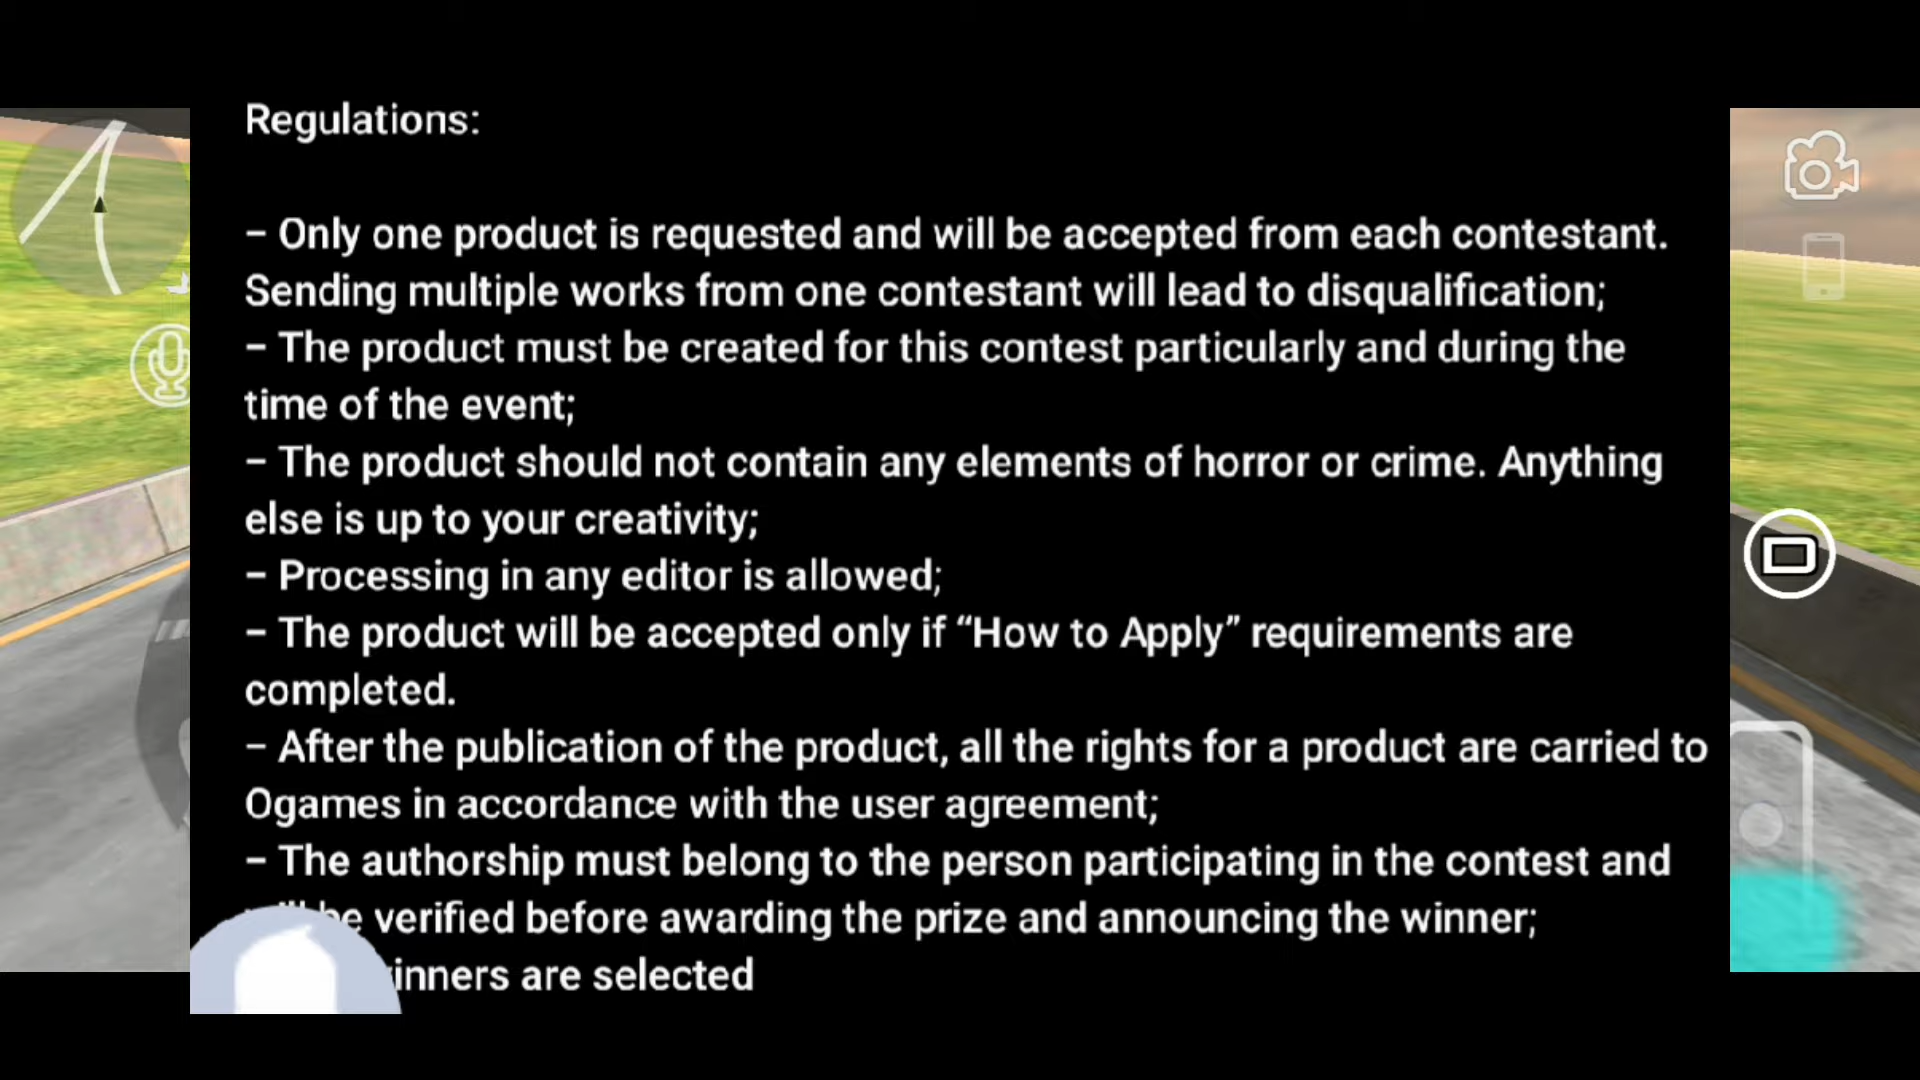 Regulations:
– Only one product is requested and will be accepted from each contestant.
Sending multiple works from one contestant will lead to disqualification;
– The product must be created for this contest particularly and during the
time of the event;
– The product should not contain any elements of horror or crime. Anything
else is up to your creativity;
– Processing in any editor is allowed;
– The product will be accepted only if “How to Apply” requirements are
completed.
– After the publication of the product, all the rights for a product are carried to
Ogames in accordance with the user agreement;
– The authorship must belong to the person participating in the contest and
be verified before awarding the prize and announcing the winner;
are selected